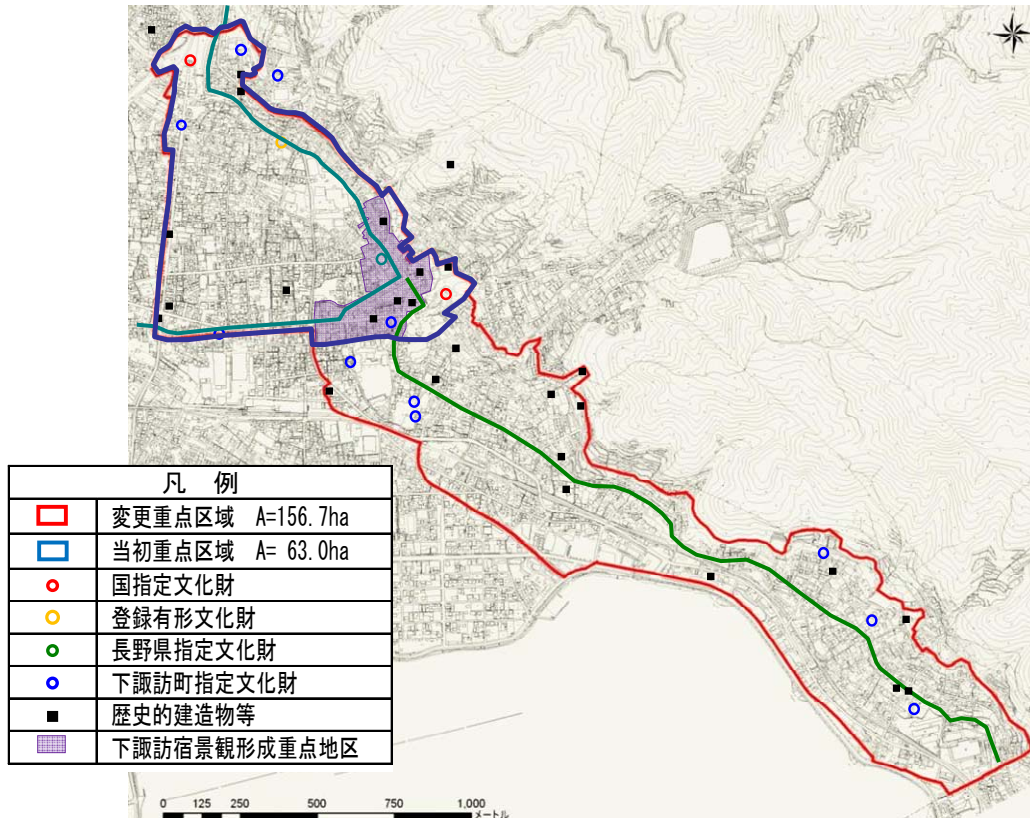 N
凡 例
変更重点区域 A=156.7ha
当初重点区域 A= 63.0ha
国指定文化財
登録有形文化財
長野県指定文化財
下諏訪町指定文化財
歴史的建造物等
下諏訪宿景観形成重点地区
0 125 250 500 750 1,000
メートル